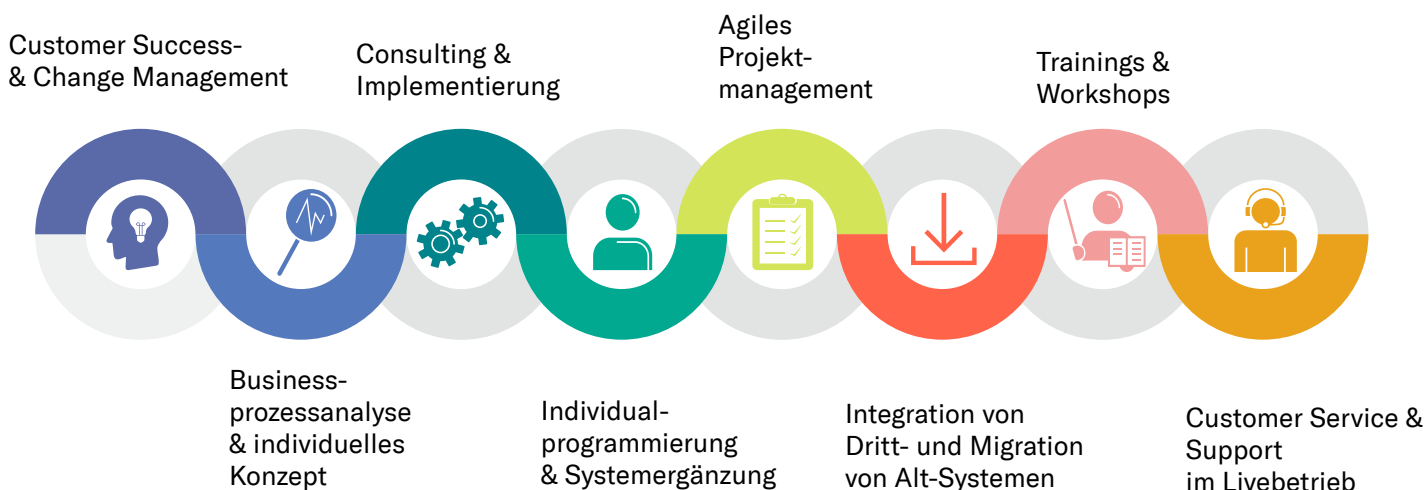 Customer Success-
& Change Management
Business-
prozessanalyse
& individuelles
Konzept
Consulting &
Implementierung
Individual-
programmierung
& Systemergänzung
Agiles
Projekt-
management
Integration von
Dritt- und Migration
von Alt-Systemen
Trainings &
Workshops
Customer Service &
Support
im Livebetrieb